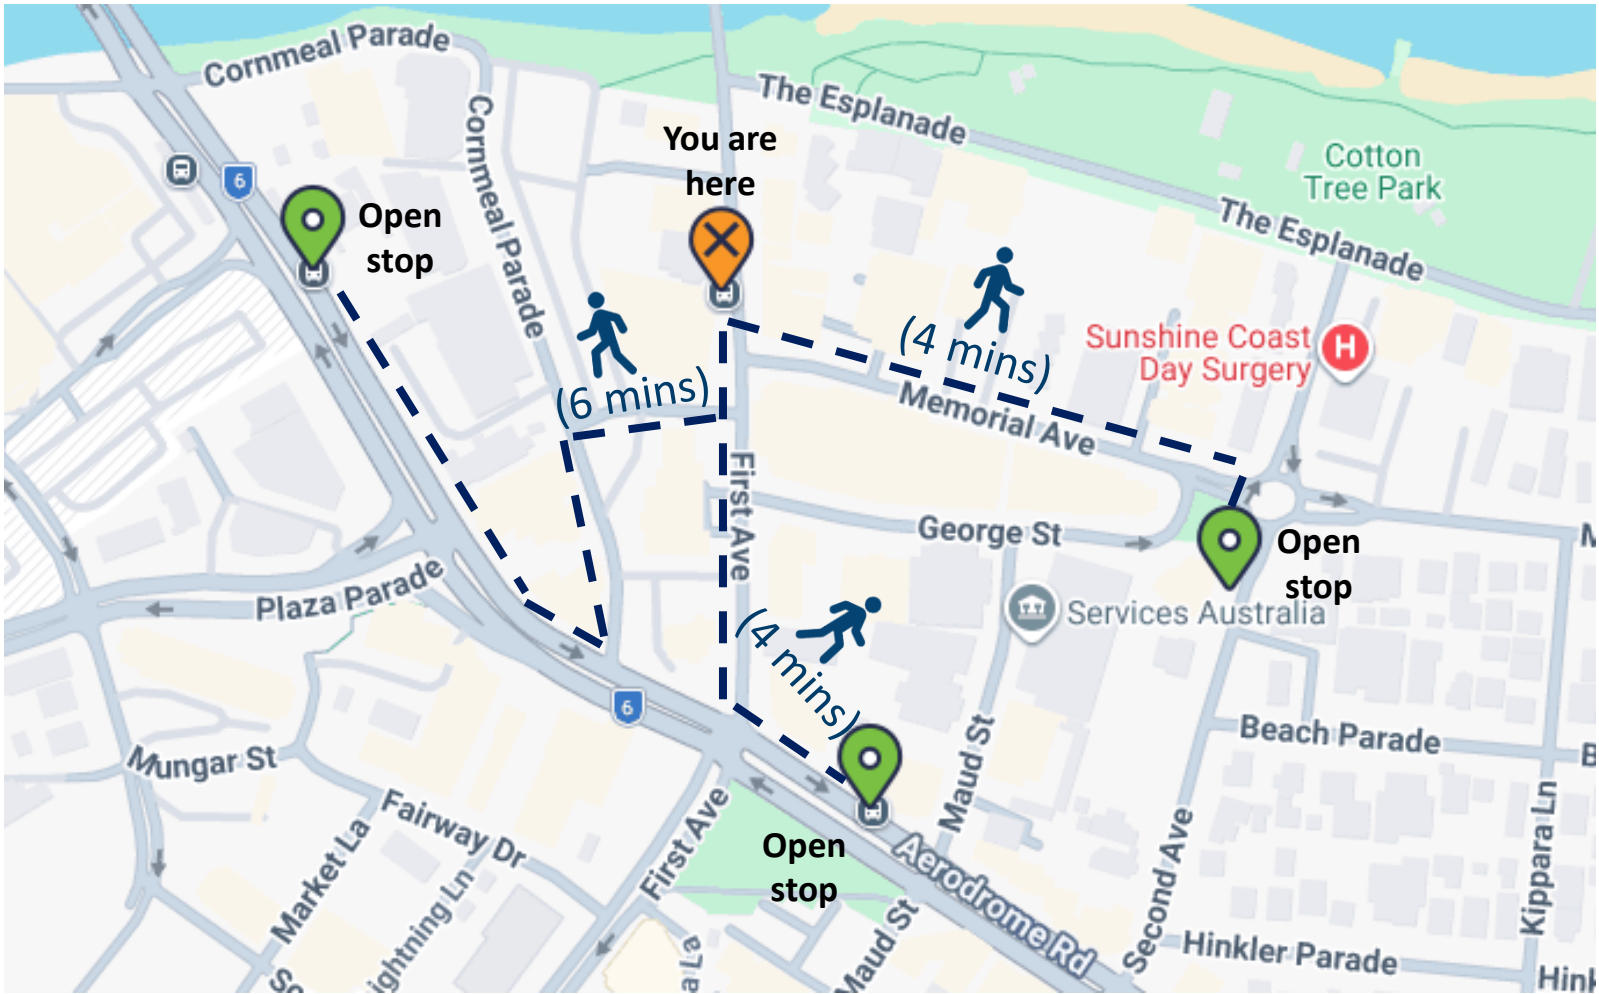 Cornmeal Parade
The Esplanade
Cornmeal Parade
You are
here
Cotton
Tree Park
6
Open
stop
The Esplanade
(4 mins)
Sunshine Coast
Day Surgery
H
(6 mins)
Memorial Ave
First Ave
George St
Open
stop
Plaza Parade
Services Australia
(4 mins)
6
Beach Parade
Mungar St
Maud St
Fairway Dr
Market La
First Ave
Open
stop
Aerodrome Rd
Second Ave
Kippara Ln
Maud St
Hinkler Parade
La